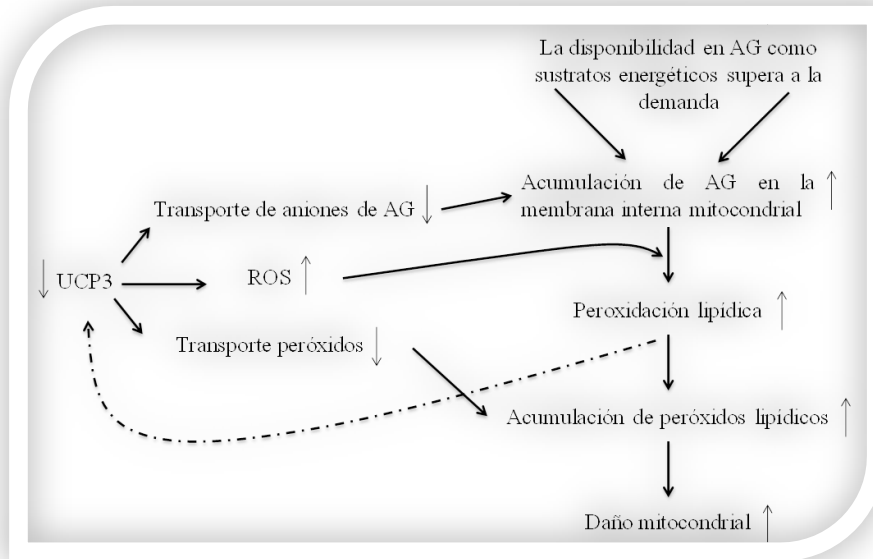 La disponibilidad en AG como
sustratos energéticos supera a la
demanda
Acumulación de AG en la
membrana interna mitocondrial
Transporte de aniones de AG
UCP3
ROS
Peroxidación lipídica
Transporte peróxidos
Acumulación de peróxidos lipídicos
Daño mitocondrial